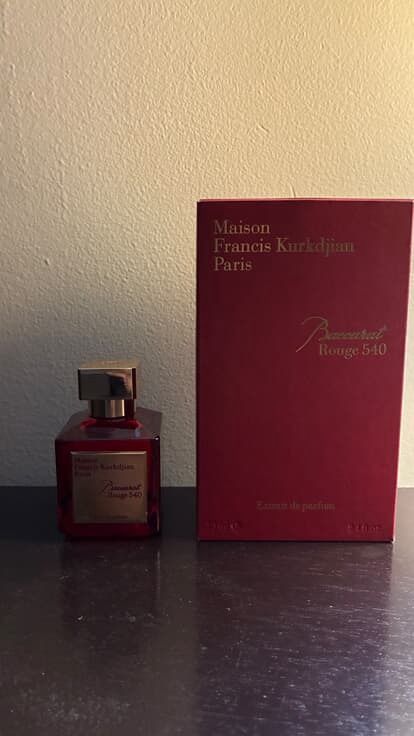 Maison
Francis Kurkdjian
Paris
Baccarat
Rouge 540
Extrait de parfum
Maison
Francis Kurkdjian
Paris
Baccarat
Rouge 540